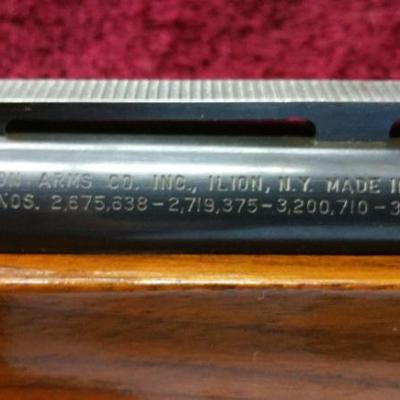 ON ARMS CO. INC., ILION, N.Y. MADE I
NOS. 2,675,638-2,719,375-3,200,710-3